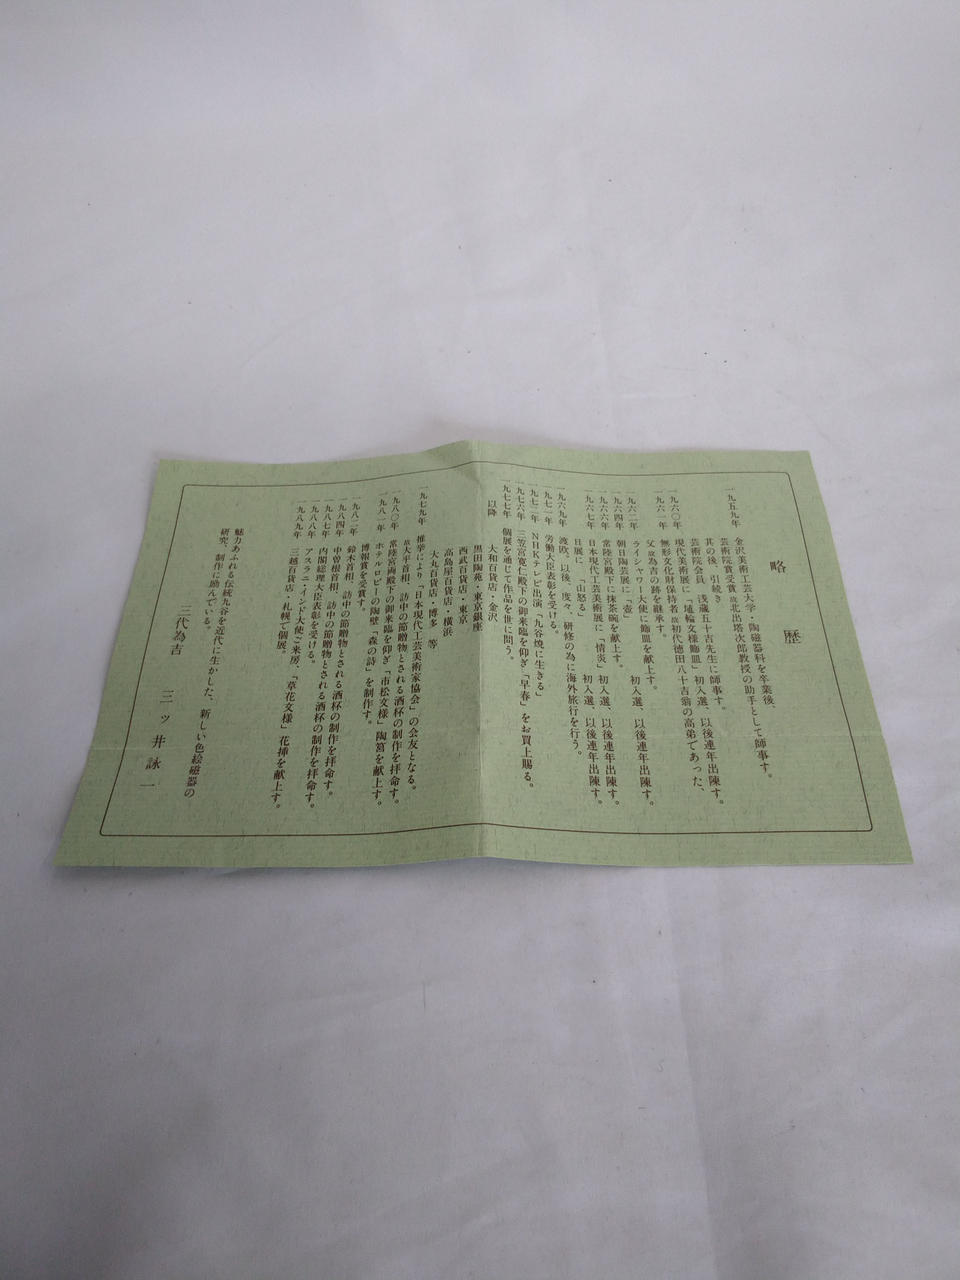 略歴
一九五九年 金沢美術工芸大学・陶磁器科を卒業後、
芸術院賞受賞 故北出塔次郎教授の助手として師事す。
其の後、引続き
芸術院会員 浅蔵五十吉先生に師事す。
一九六〇年 現代美術展に「埴輪文様飾皿」初入選、以後連年出陳す。
無形文化財保持者 故初代徳田八十吉翁の高弟であった、
一九六一年 父 故為吉の跡を継承す。
一九六二年 ライシャワー大使に飾皿を献上す。
一九六四年 朝日陶芸展に「壺」 初入選、以後連年出陳す。
一九六六年 常陸宮殿下に抹茶碗を献上す。
一九六七年 日本現代工芸美術展に「情炎」初入選、以後連年出陳す。
日展に 「山怒る」
一九六九年 渡欧、以後、度々、研修の為に海外旅行を行う。
一九七一年 労働大臣表彰を受ける。
一九七二年 NHKテレビ出演「九谷焼に生きる」
一九七六年 三笠宮寛仁殿下の御来臨を仰ぎ「早春」をお買上賜る。
一九七七年 個展を通じて作品を世に問う。
以降 大和百貨店・金沢
黒田陶苑・東京銀座
西武百貨店・東京
高島屋百貨店・横浜
大丸百貨店・博多 等
一九七九年 推挙により「日本現代工芸美術家協会」の会友となる。
故大平首相、訪中の節贈物とされる酒杯の制作を拝命す。
一九八〇年 常陸宮両殿下の御来臨を仰ぎ「市松文様」陶筥を献上す。
一九八一年 ホテルロビーの陶壁「森の詩」を制作す。
博報賞を受賞す。
一九八二年 鈴木首相、訪中の節贈物とされる酒杯の制作を拝命す。
一九八四年 中曽根首相、訪中の節贈物とされる酒杯の制作を拝命す。
一九八七年 内閣総理大臣表彰を受ける。
一九八八年 アスラニ・インド大使ご来房・「草花文様」花挿を献上す。
一九八九年 三越百貨店・札幌で個展。
魅力あふれる伝統九谷を近代に生かした、新しい色絵磁器の
研究、制作に励んでいる。
三代為吉 三ッ井詠一